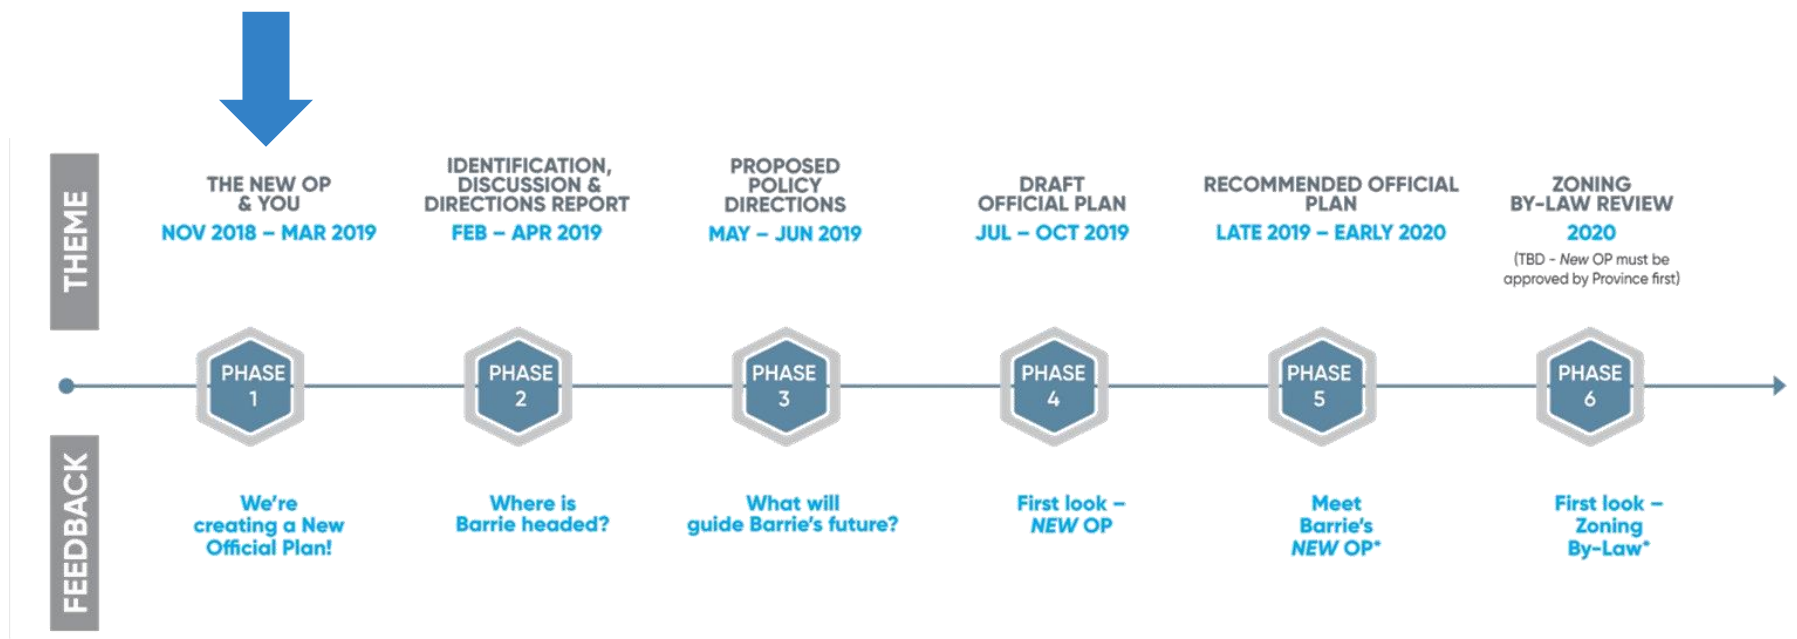 THEME
THE NEW OP
& YOU
NOV 2018 – MAR 2019
IDENTIFICATION,
DISCUSSION &
DIRECTIONS REPORT
FEB – APR 2019
PROPOSED
POLICY
DIRECTIONS
MAY – JUN 2019
DRAFT
OFFICIAL PLAN
JUL – OCT 2019
RECOMMENDED OFFICIAL
PLAN
LATE 2019 – EARLY 2020
ZONING
BY-LAW REVIEW
2020
(TBD - New OP must be
approved by Province first)
PHASE
1
PHASE
2
PHASE
3
PHASE
4
PHASE
5
PHASE
6
FEEDBACK
We're
creating a New
Official Plan!
Where is
Barrie headed?
What will
guide Barrie's future?
First look –
NEW OP
Meet
Barrie's
NEW OP*
First look –
Zoning
By-Law*